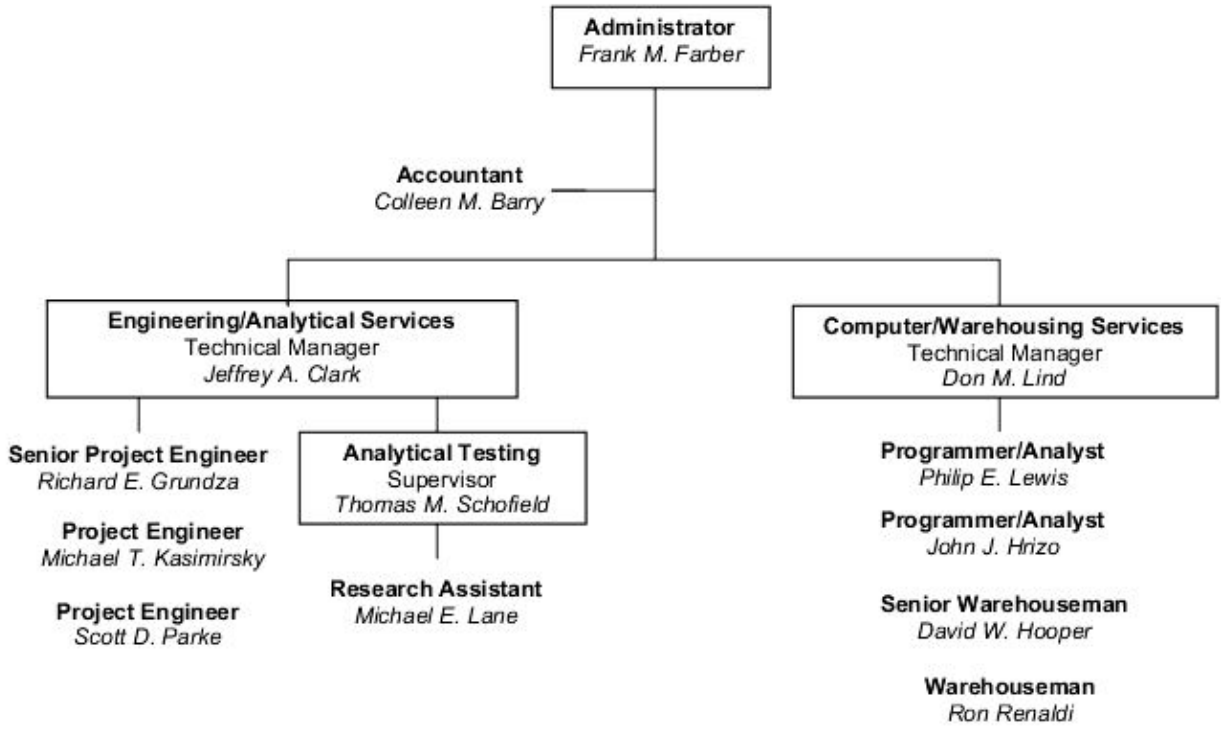 Administrator
Frank M. Farber
Accountant
Colleen M. Barry
Engineering/Analytical Services
Technical Manager
Jeffrey A. Clark
Computer/Warehousing Services
Technical Manager
Don M. Lind
Senior Project Engineer
Richard E. Grundza
Project Engineer
Michael T. Kasimirsky
Project Engineer
Scott D. Parke
Analytical Testing
Supervisor
Thomas M. Schofield
Research Assistant
Michael E. Lane
Programmer/Analyst
Philip E. Lewis
Programmer/Analyst
John J. Hrizo
Senior Warehouseman
David W. Hooper
Warehouseman
Ron Renaldi